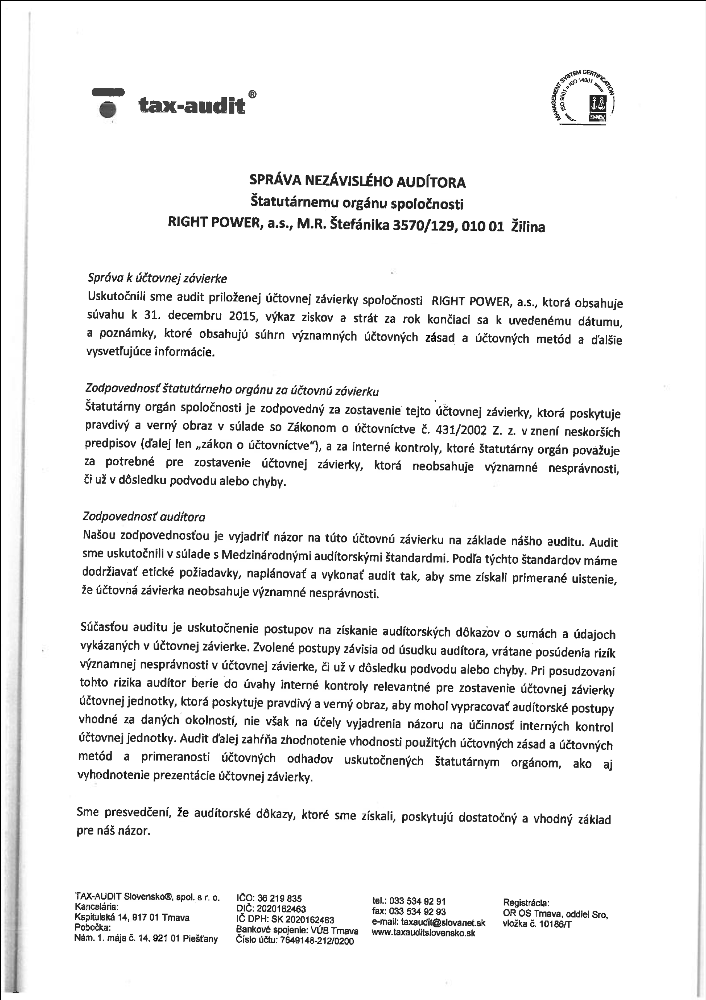 tax-audit®
MANAGEMENT SYSTEM CERTIFICATION
ISO 9001 = ISO 14001
DNV
SPRÁVA NEZÁVISLÉHO AUDÍTORA
Štatutárnemu orgánu spoločnosti
RIGHT POWER, a.s., M.R. Štefánika 3570/129, 010 01 Žilina
Správa k účtovnej závierke
Uskutočnili sme audit priloženej účtovnej závierky spoločnosti RIGHT POWER, a.s., ktorá obsahuje
súvahu k 31. decembru 2015, výkaz ziskov a strát za rok končiaci sa k uvedenému dátumu,
a poznámky, ktoré obsahujú súhrn významných účtovných zásad a účtovných metód a ďalšie
vysvetľujúce informácie.
Zodpovednosť štatutárneho orgánu za účtovnú závierku
Štatutárny orgán spoločnosti je zodpovedný za zostavenie tejto účtovnej závierky, ktorá poskytuje
pravdivý a verný obraz v súlade so Zákonom o účtovníctve č. 431/2002 Z. z. v znení neskorších
predpisov (ďalej len „zákon o účtovníctve“), a za interné kontroly, ktoré štatutárny orgán považuje
za potrebné pre zostavenie účtovnej závierky, ktorá neobsahuje významné nesprávnosti,
či už v dôsledku podvodu alebo chyby.
Zodpovednosť audítora
Našou zodpovednosťou je vyjadriť názor na túto účtovnú závierku na základe nášho auditu. Audit
sme uskutočnili v súlade s Medzinárodnými audítorskými štandardmi. Podľa týchto štandardov máme
dodržiavať etické požiadavky, naplánovať a vykonať audit tak, aby sme získali primerané uistenie,
že účtovná závierka neobsahuje významné nesprávnosti.
Súčasťou auditu je uskutočnenie postupov na získanie audítorských dôkazov o sumách a údajoch
vykázaných v účtovnej závierke. Zvolené postupy závisia od úsudku audítora, vrátane posúdenia rizík
významnej nesprávnosti v účtovnej závierke, či už v dôsledku podvodu alebo chyby. Pri posudzovaní
tohto rizika audítor berie do úvahy interné kontroly relevantné pre zostavenie účtovnej závierky
účtovnej jednotky, ktorá poskytuje pravdivý a verný obraz, aby mohol vypracovať audítorské postupy
vhodné za daných okolností, nie však na účely vyjadrenia názoru na účinnosť interných kontrol
účtovnej jednotky. Audit ďalej zahŕňa zhodnotenie vhodnosti použitých účtovných zásad a účtovných
metód a primeranosti účtovných odhadov uskutočnených štatutárnym orgánom, ako aj
vyhodnotenie prezentácie účtovnej závierky.
Sme presvedčení, že audítorské dôkazy, ktoré sme získali, poskytujú dostatočný a vhodný základ
pre náš názor.
TAX-AUDIT Slovensko®, spol. s r. o.
Kancelária:
Kapitulská 14, 917 01 Trnava
Pobočka:
Nám. 1. mája č. 14, 921 01 Piešťany
IČO: 36 219 835
DIČ: 2020162463
IČ DPH: SK 2020162463
Bankové spojenie: VÚB Trnava
Číslo účtu: 7649148-212/0200
tel.: 033 534 92 91
fax: 033 534 92 93
e-mail: taxaudit@slovanet.sk
www.taxauditslovensko.sk
Registrácia:
OR OS Trnava, oddiel Sro,
vložka č. 10186/T